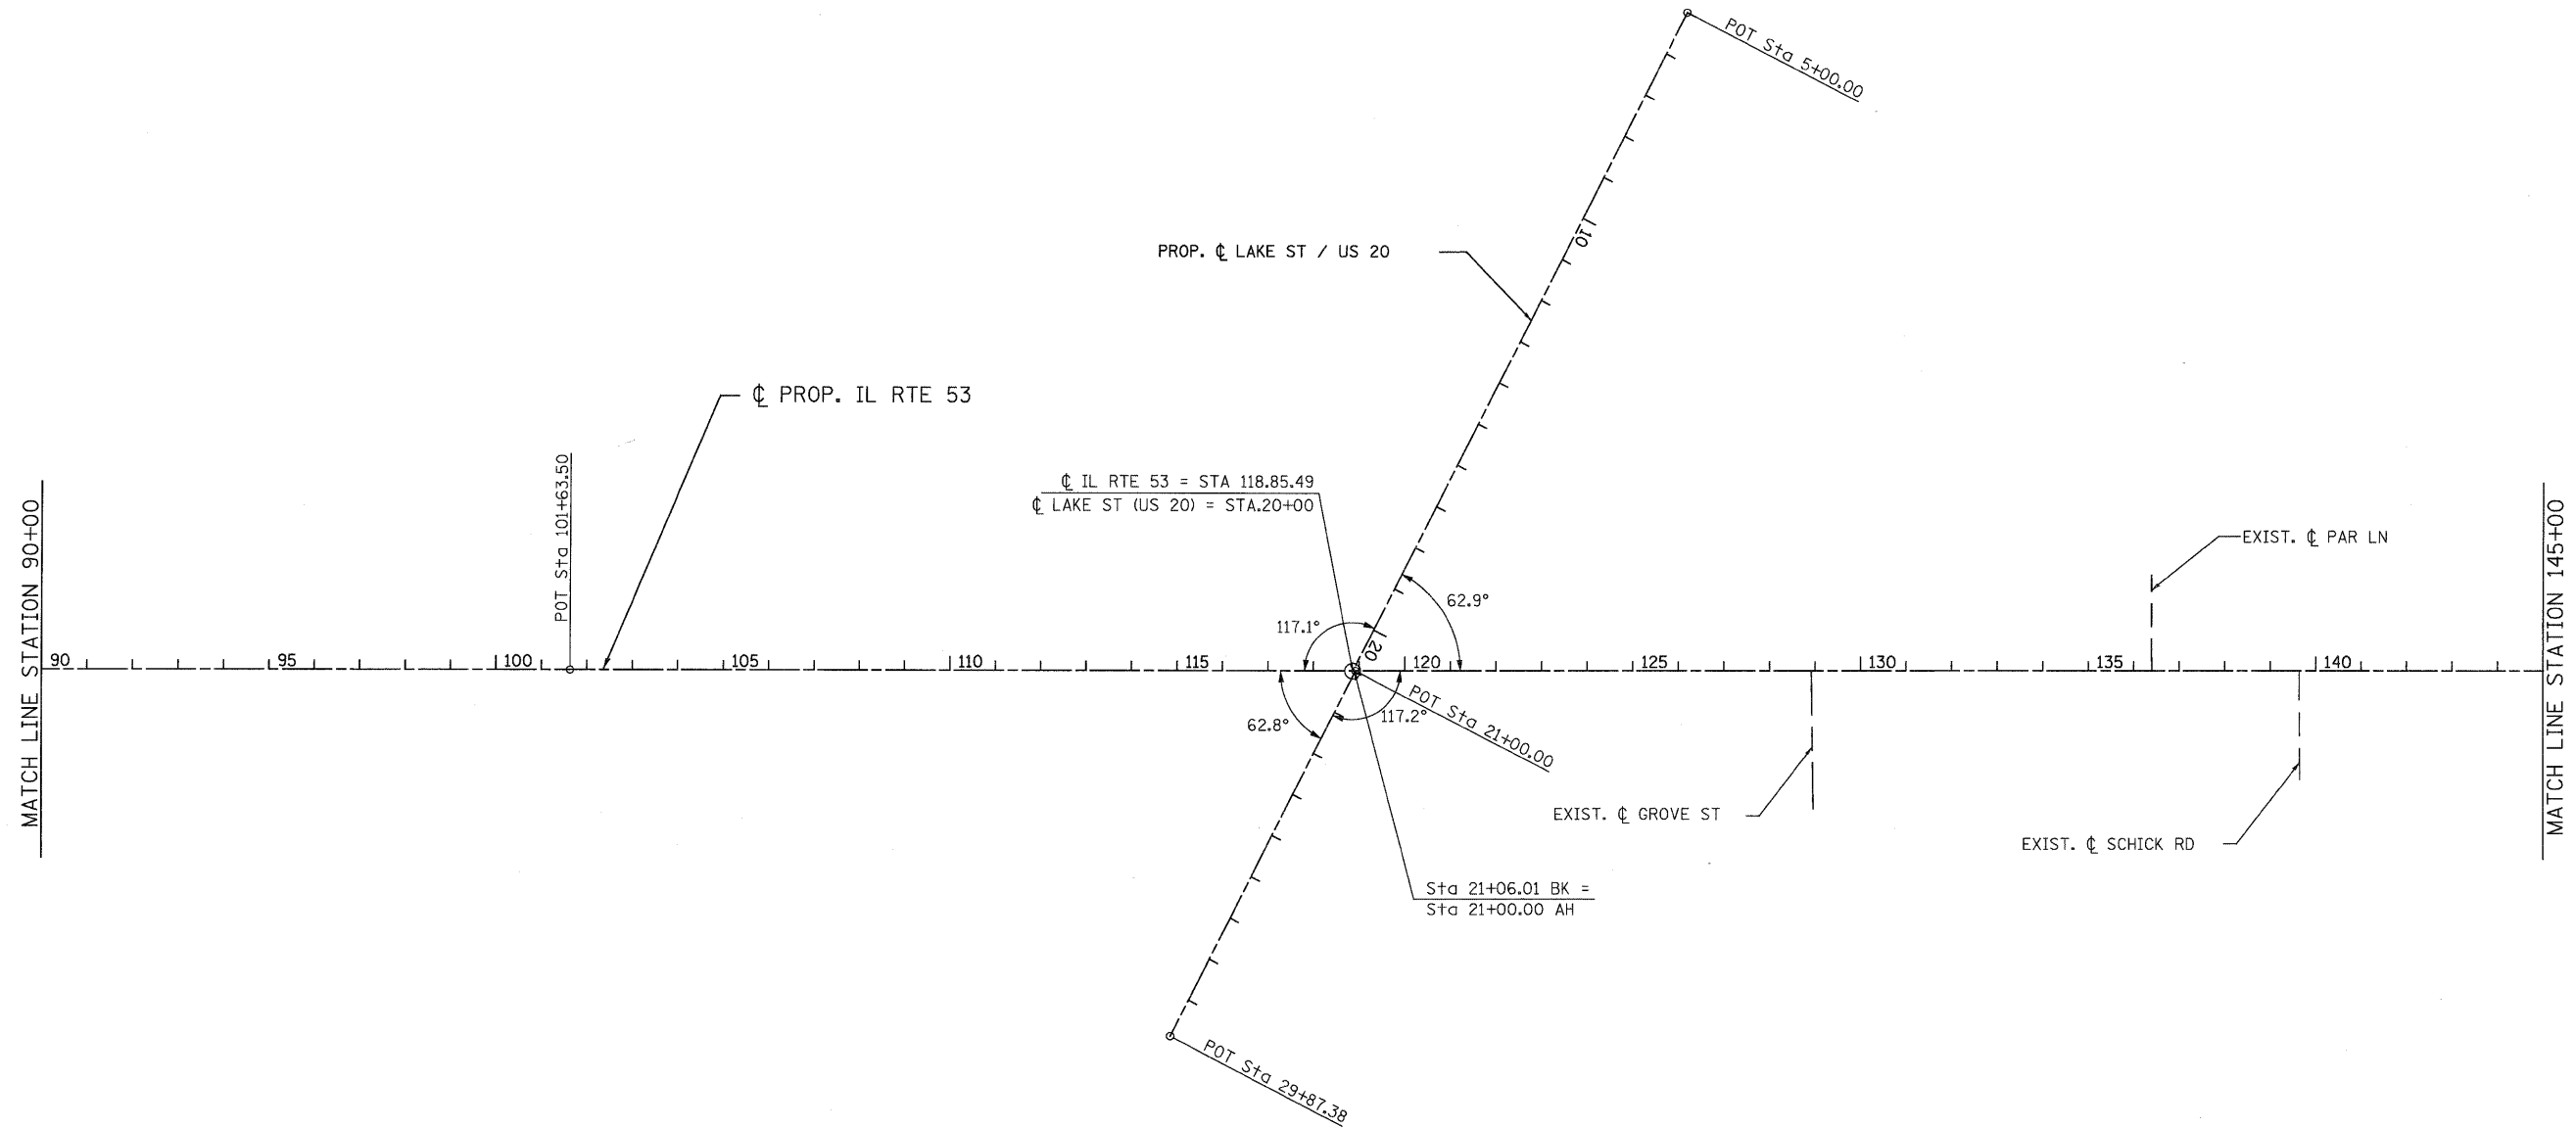 POT Sta 5+00.00
10
PROP. ℄ LAKE ST / US 20
℄ PROP. IL RTE 53
POT Sta 101+63.50
℄ IL RTE 53 = STA 118.85.49
℄ LAKE ST (US 20) = STA.20+00
MATCH LINE STATION 90+00
MATCH LINE STATION 145+00
EXIST. ℄ PAR LN
62.9°
117.1°
20
90 95 100 105 110 115 120 125 130 135 140
POT Sta 21+00.00
117.2°
62.8°
EXIST. ℄ GROVE ST
EXIST. ℄ SCHICK RD
Sta 21+06.01 BK =
Sta 21+00.00 AH
POT Sta 29+87.38